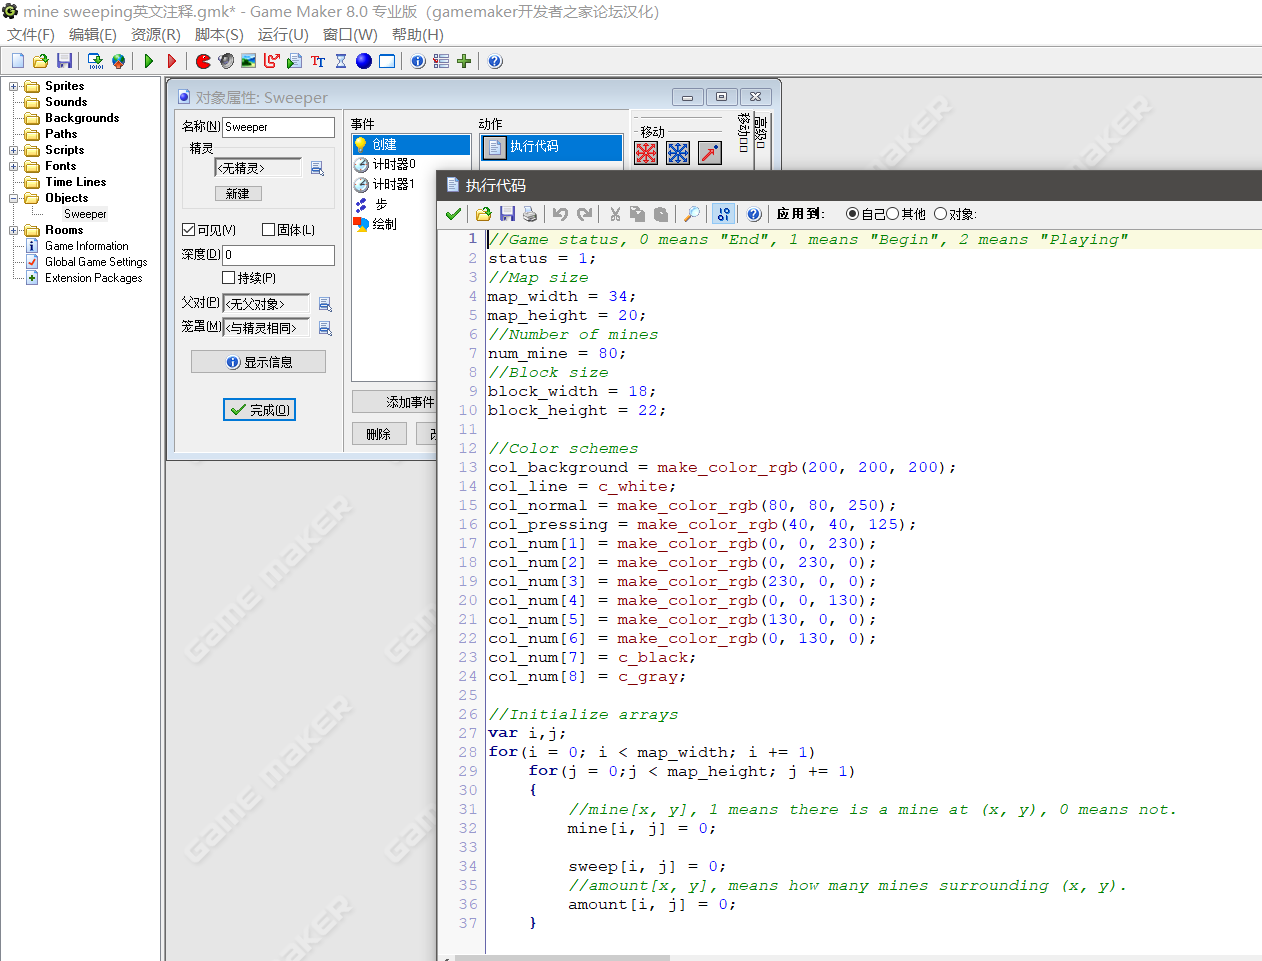 mine sweeping英文注释.gmk* - Game Maker 8.0 专业版（gamemaker开发者之家论坛汉化）
文件(F) 编辑(E) 资源(R) 脚本(S) 运行(U) 窗口(W) 帮助(H)
Sprites
Sounds
Backgrounds
Paths
Scripts
Fonts
Time Lines
Objects
Sweeper
Rooms
Game Information
Global Game Settings
Extension Packages
对象属性: Sweeper
名称(N) Sweeper
精灵
<无精灵>
新建
可见(V) 固体(L)
深度(D) 0
持续(P)
父对(P) <无父对象>
笼罩(M) <与精灵相同>
显示信息
完成(O)
事件
创建
计时器0
计时器1
步
绘制
添加事件
删除
动作
执行代码
移动
移动
高级
执行代码
应用到: 自己 其他 对象:
1 //Game status, 0 means "End", 1 means "Begin", 2 means "Playing"
2 status = 1;
3 //Map size
4 map_width = 34;
5 map_height = 20;
6 //Number of mines
7 num_mine = 80;
8 //Block size
9 block_width = 18;
10 block_height = 22;
11
12 //Color schemes
13 col_background = make_color_rgb(200, 200, 200);
14 col_line = c_white;
15 col_normal = make_color_rgb(80, 80, 250);
16 col_pressing = make_color_rgb(40, 40, 125);
17 col_num[1] = make_color_rgb(0, 0, 230);
18 col_num[2] = make_color_rgb(0, 230, 0);
19 col_num[3] = make_color_rgb(230, 0, 0);
20 col_num[4] = make_color_rgb(0, 0, 130);
21 col_num[5] = make_color_rgb(130, 0, 0);
22 col_num[6] = make_color_rgb(0, 130, 0);
23 col_num[7] = c_black;
24 col_num[8] = c_gray;
25
26 //Initialize arrays
27 var i,j;
28 for(i = 0; i < map_width; i += 1)
29 for(j = 0;j < map_height; j += 1)
30 {
31 //mine[x, y], 1 means there is a mine at (x, y), 0 means not.
32 mine[i, j] = 0;
33
34 sweep[i, j] = 0;
35 //amount[x, y], means how many mines surrounding (x, y).
36 amount[i, j] = 0;
37 }
GAME MAKER
GAME MAKER
GAME MAKER